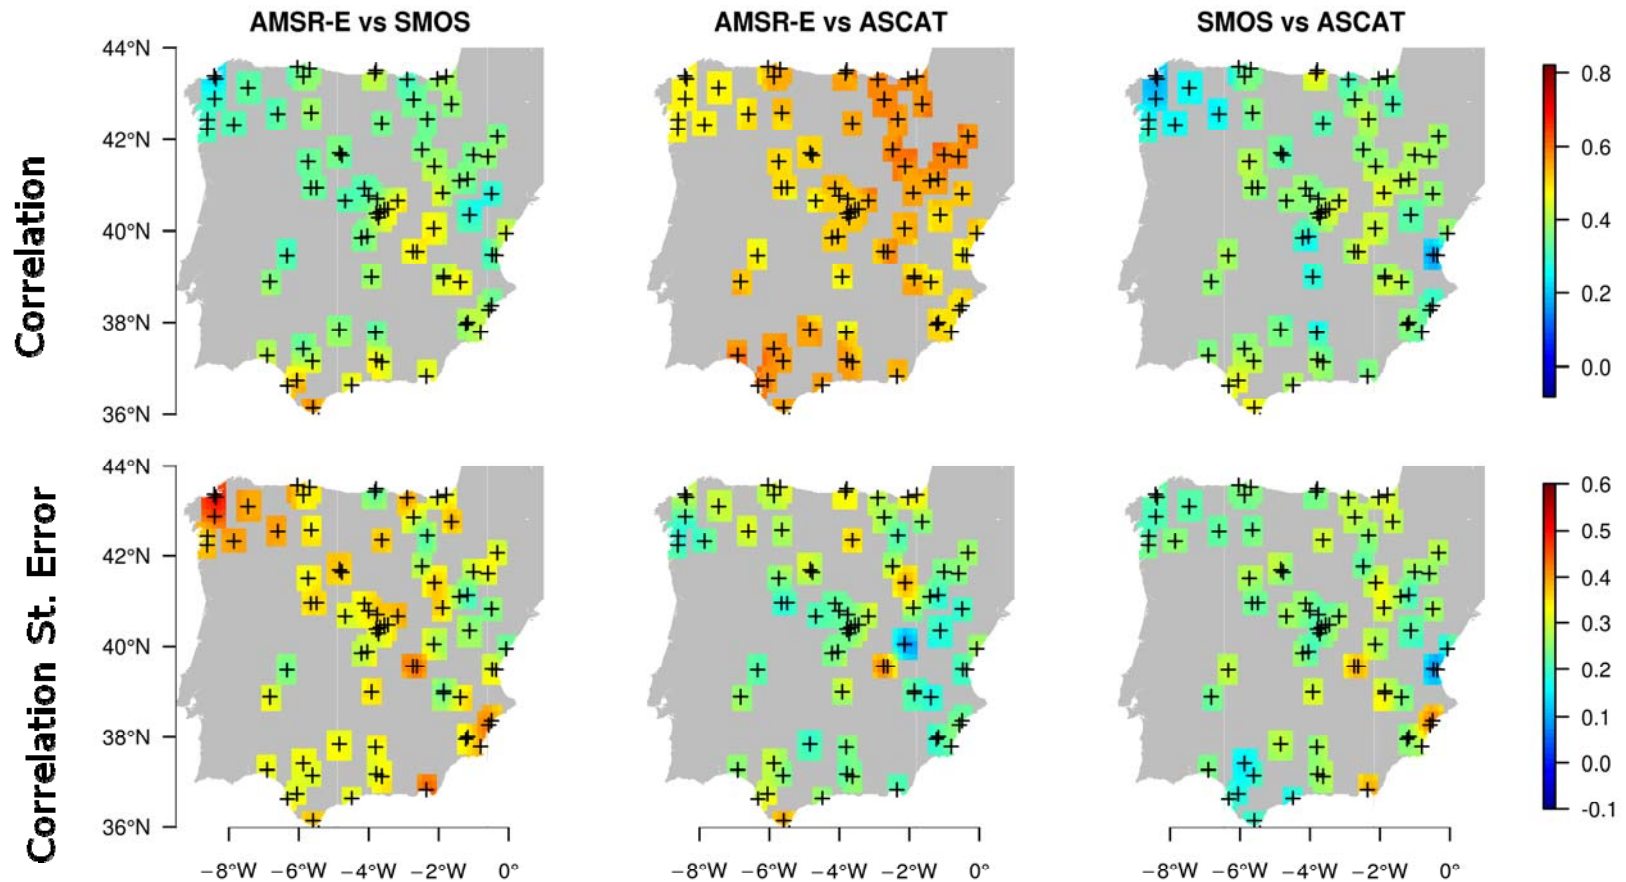 AMSR-E vs SMOS
AMSR-E vs ASCAT
SMOS vs ASCAT
Correlation
44°N
42°N
40°N
38°N
36°N
0.8
0.6
0.4
0.2
0.0
Correlation St. Error
44°N
42°N
40°N
38°N
36°N
0.6
0.5
0.4
0.3
0.2
0.1
0.0
-0.1
−8°W −6°W −4°W −2°W 0°
−8°W −6°W −4°W −2°W 0°
−8°W −6°W −4°W −2°W 0°